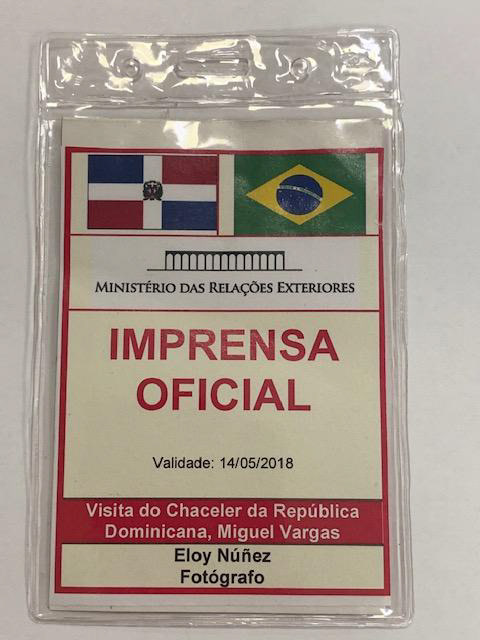 MINISTÉRIO DAS RELAÇÕES EXTERIORES
IMPRENSA
OFICIAL
Validade: 14/05/2018
Visita do Chaceler da República
Dominicana, Miguel Vargas
Eloy Núñez
Fotógrafo